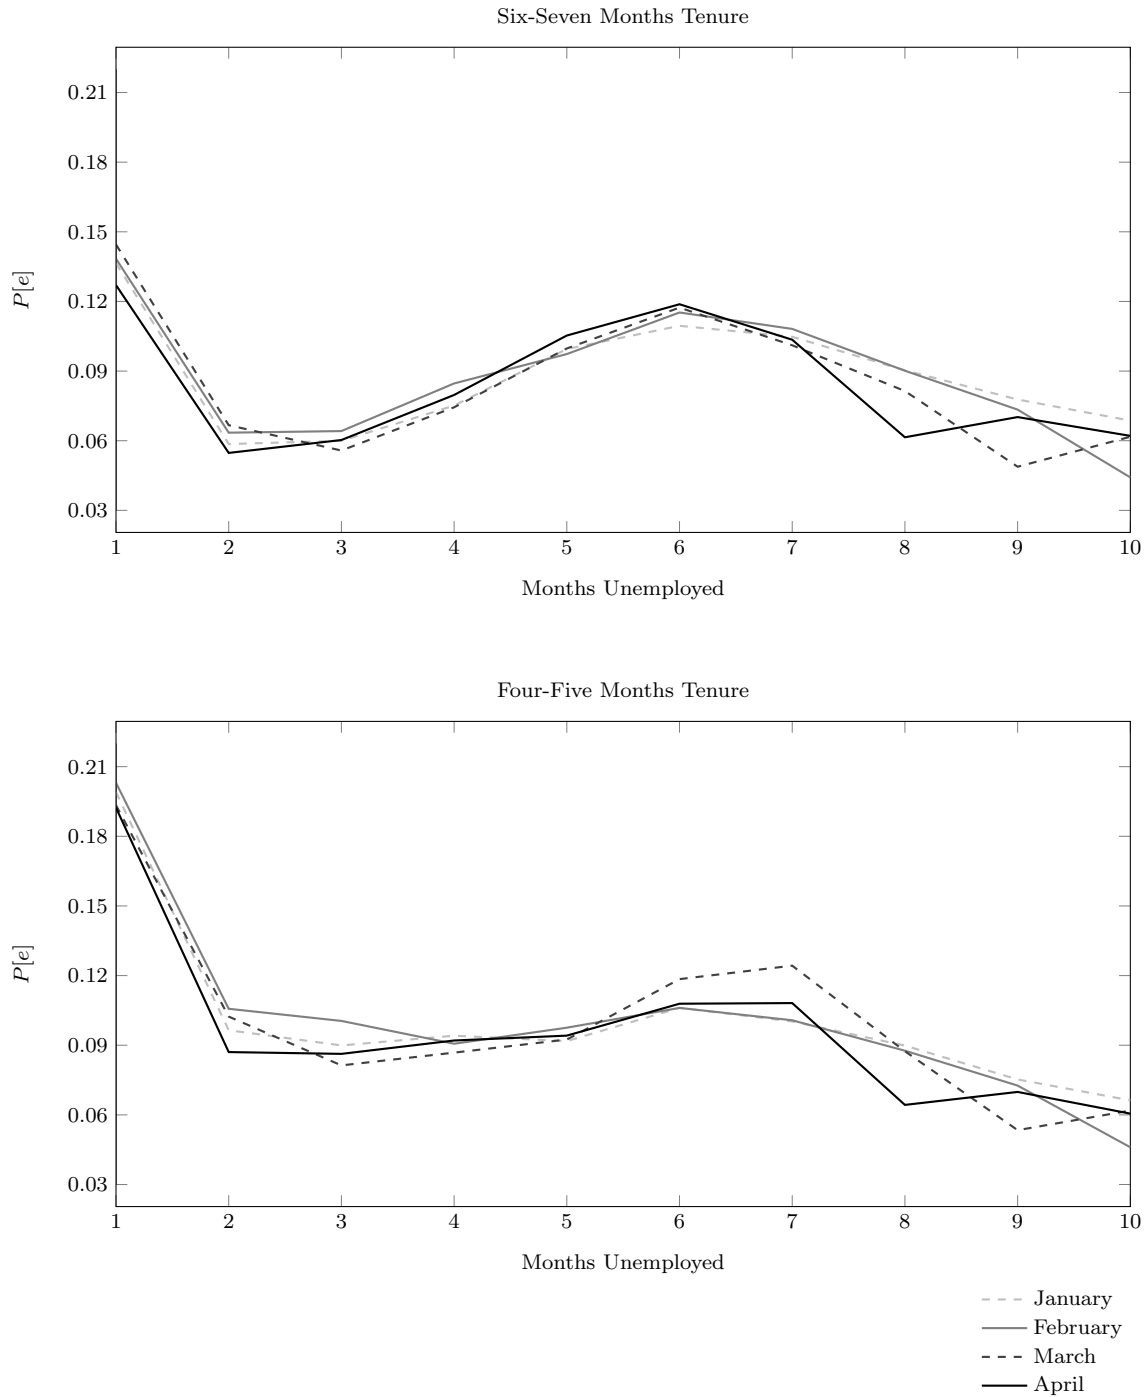 Six-Seven Months Tenure
0.21
0.18
0.15
0.12
0.09
0.06
0.03
P[e]
1 2 3 4 5 6 7 8 9 10
Months Unemployed
Four-Five Months Tenure
0.21
0.18
0.15
0.12
0.09
0.06
0.03
P[e]
1 2 3 4 5 6 7 8 9 10
Months Unemployed
January
February
March
April